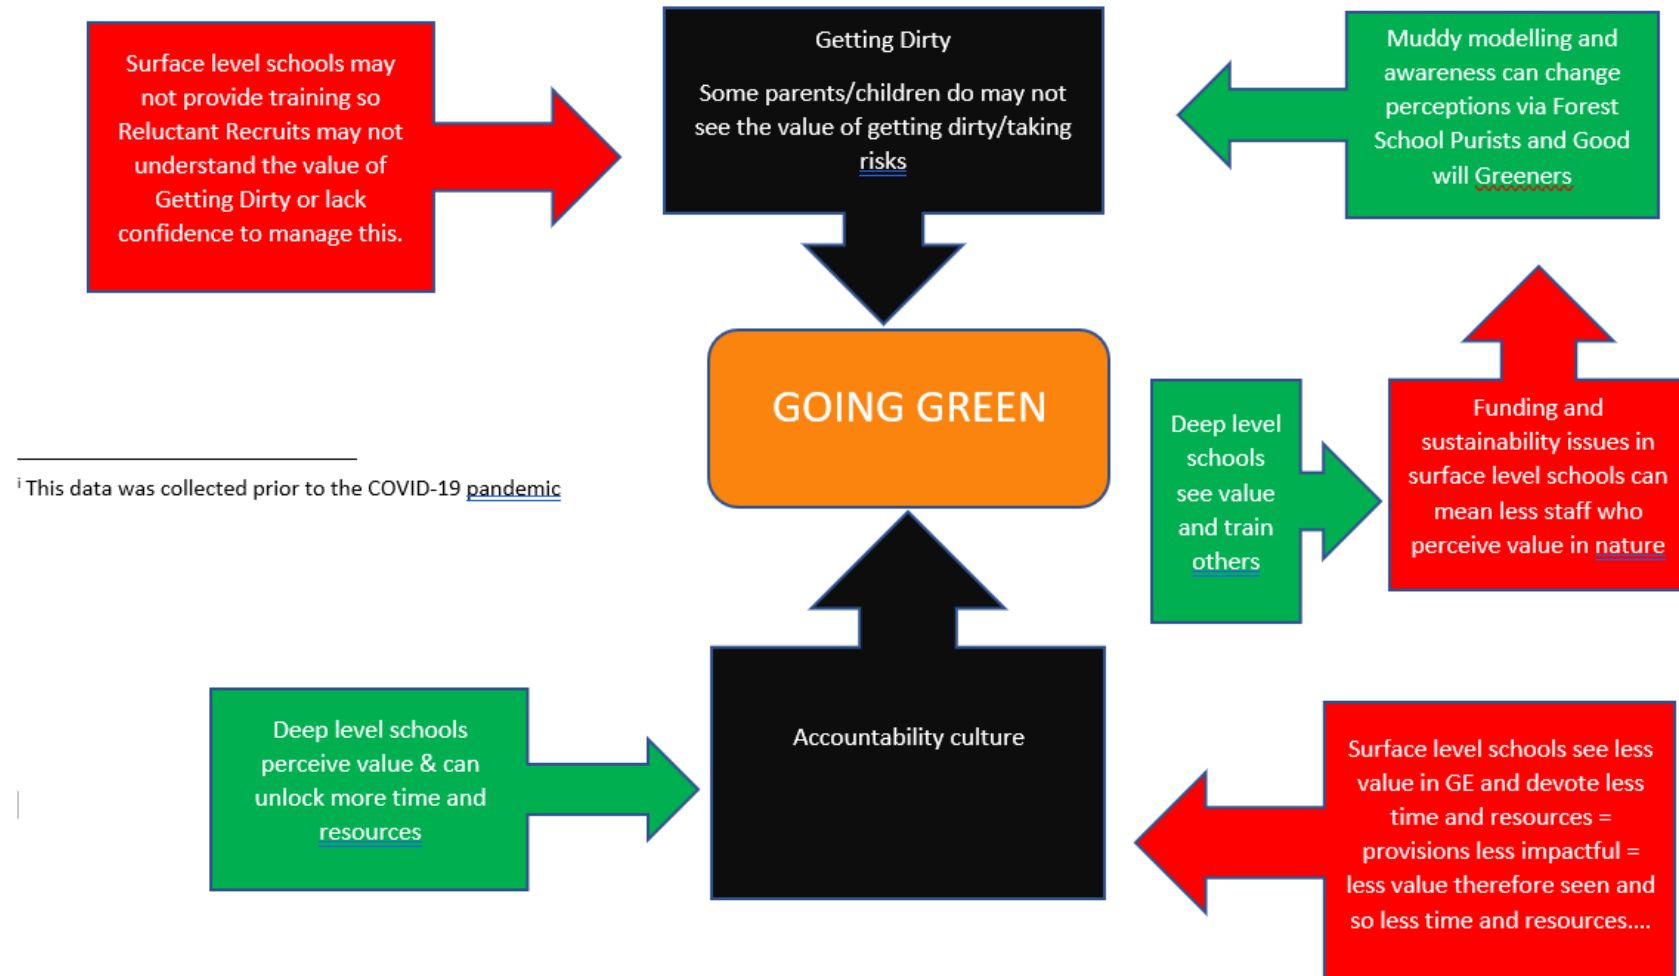 Surface level schools may
not provide training so
Reluctant Recruits may not
understand the value of
Getting Dirty or lack
confidence to manage this.
Getting Dirty
Some parents/children do may not
see the value of getting dirty/taking
risks
Muddy modelling and
awareness can change
perceptions via Forest
School Purists and Good
will Greeners
GOING GREEN
Deep level
schools
see value
and train
others
Funding and
sustainability issues in
surface level schools can
mean less staff who
perceive value in nature
i This data was collected prior to the COVID-19 pandemic
Deep level schools
perceive value & can
unlock more time and
resources
Accountability culture
Surface level schools see less
value in GE and devote less
time and resources =
provisions less impactful =
less value therefore seen and
so less time and resources....